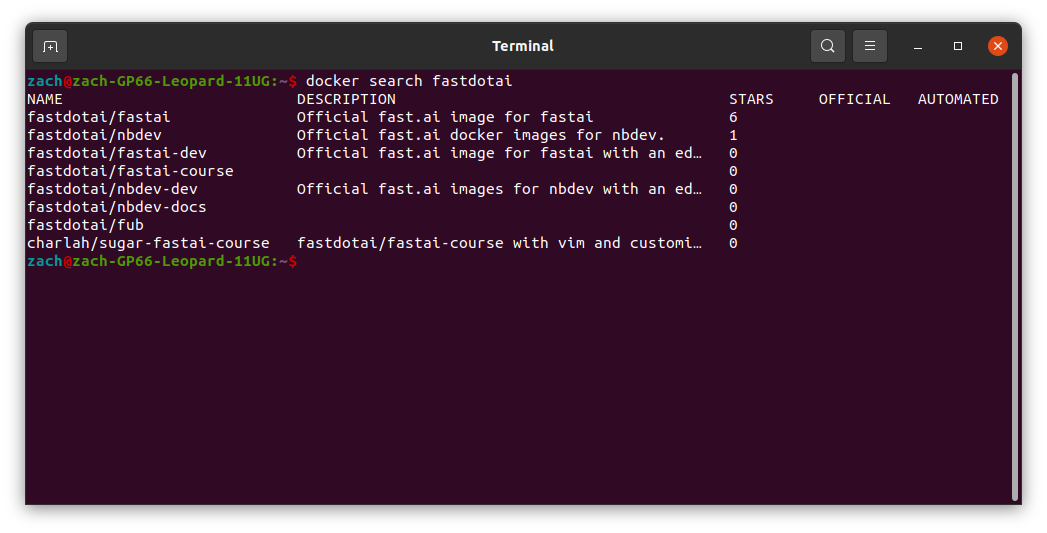 Terminal
zach@zach-GP66-Leopard-11UG:~$ docker search fastdotai
NAME                          DESCRIPTION                                     STARS     OFFICIAL   AUTOMATED
fastdotai/fastai              Official fast.ai image for fastai               6
fastdotai/nbdev               Official fast.ai docker images for nbdev.       1
fastdotai/fastai-dev          Official fast.ai image for fastai with an ed…   0
fastdotai/fastai-course                                                       0
fastdotai/nbdev-dev           Official fast.ai images for nbdev with an ed…   0
fastdotai/nbdev-docs                                                          0
fastdotai/fub                                                                 0
charlah/sugar-fastai-course   fastdotai/fastai-course with vim and customi…   0
zach@zach-GP66-Leopard-11UG:~$